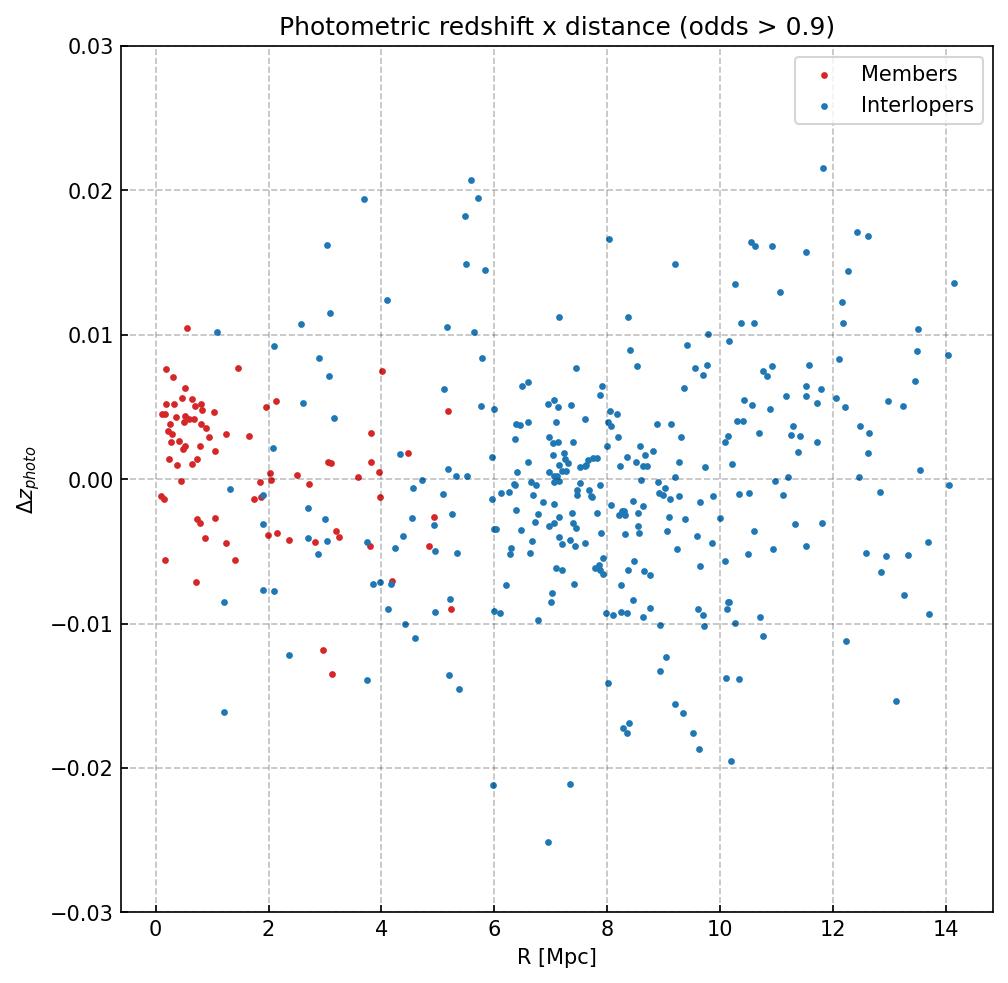 Photometric redshift x distance (odds > 0.9)
Members
Interlopers
0.03
0.02
0.01
0.00
−0.01
−0.02
−0.03
Δz_photo
0 2 4 6 8 10 12 14
R [Mpc]